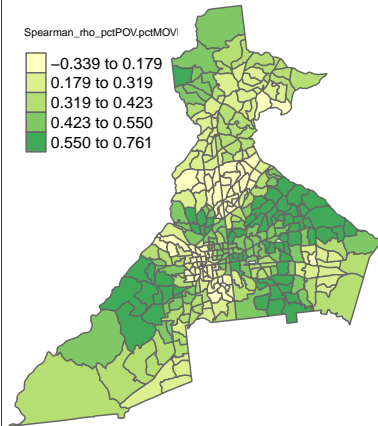 Spearman_rho_pctPOV.pctMOV
−0.339 to 0.179
0.179 to 0.319
0.319 to 0.423
0.423 to 0.550
0.550 to 0.761